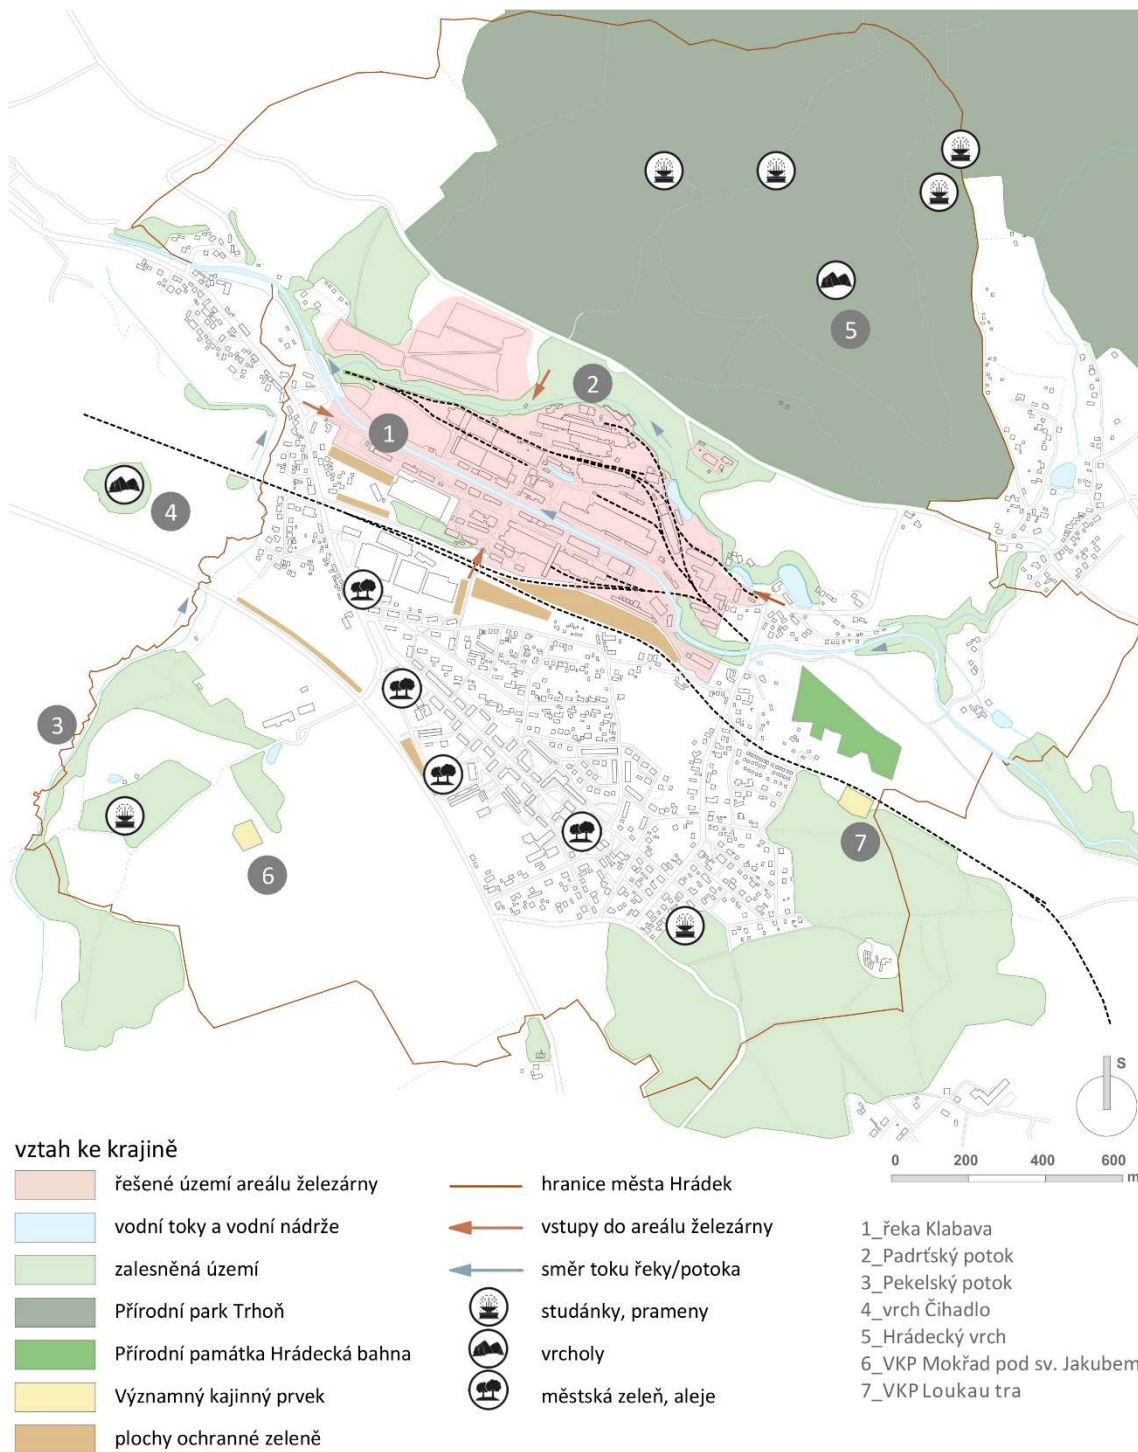 5
2
1
4
3
6
7
S
vztah ke krajině
řešené území areálu železárny
vodní toky a vodní nádrže
zalesněná území
Přírodní park Trhoň
Přírodní památka Hrádecká bahna
Významný kajinný prvek
plochy ochranné zeleně
hranice města Hrádek
vstupy do areálu železárny
směr toku řeky/potoka
studánky, prameny
vrcholy
městská zeleň, aleje
0 200 400 600
m
1_řeka Klabava
2_Padrťský potok
3_Pekelský potok
4_vrch Čihadlo
5_Hrádecký vrch
6_VKP Mokřad pod sv. Jakubem
7_VKP Loukau tra